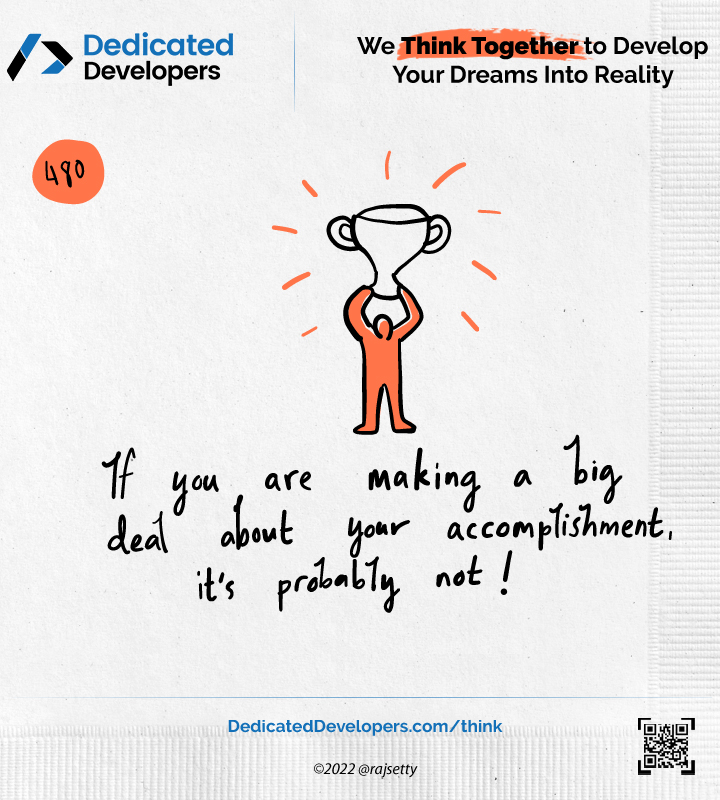 Dedicated
Developers
We Think Together to Develop
Your Dreams Into Reality
480
If you are making a big
deal about your accomplishment,
it's probably not!
DedicatedDevelopers.com/think
©2022 @rajsetty